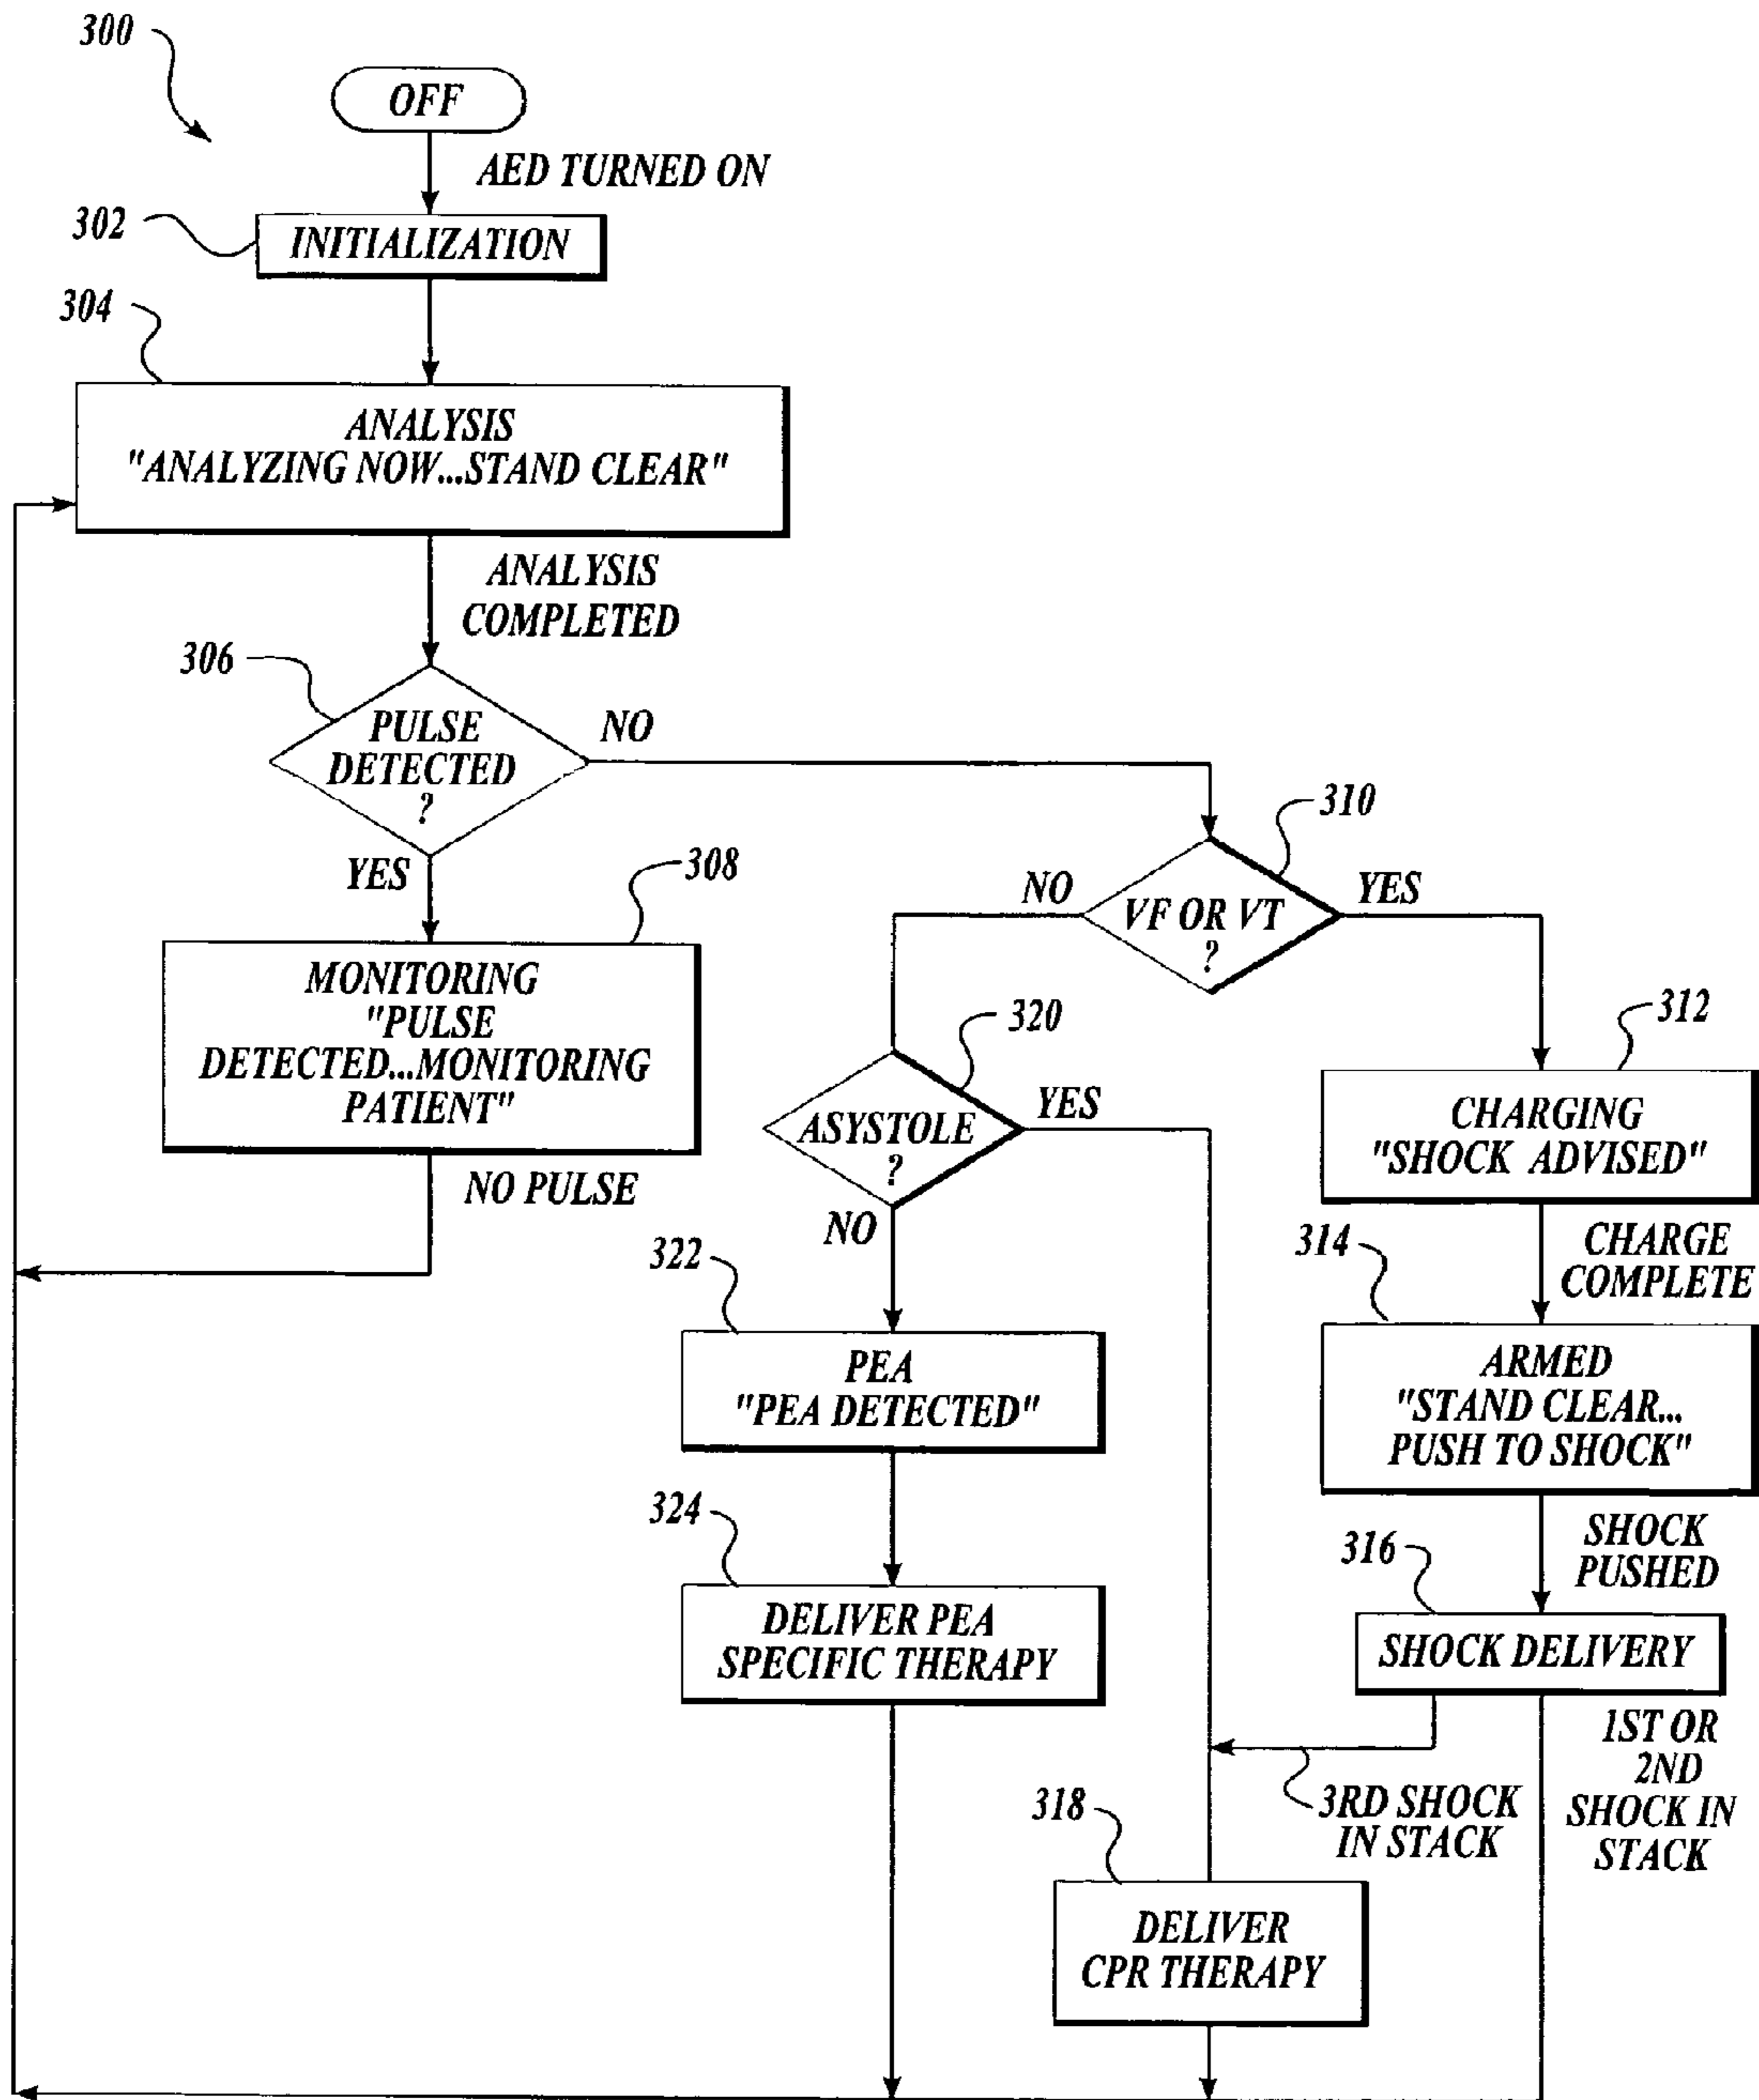 300
OFF
AED TURNED ON
302
INITIALIZATION
304
ANALYSIS
"ANALYZING NOW...STAND CLEAR"
ANALYSIS
COMPLETED
306
PULSE
DETECTED
?
NO
YES
308
MONITORING
"PULSE
DETECTED...MONITORING
PATIENT"
NO PULSE
310
VF OR VT
?
NO
YES
312
CHARGING
"SHOCK ADVISED"
CHARGE
COMPLETE
314
ARMED
"STAND CLEAR...
PUSH TO SHOCK"
SHOCK
PUSHED
316
SHOCK DELIVERY
1ST OR
2ND
SHOCK IN
STACK
3RD SHOCK
IN STACK
318
DELIVER
CPR THERAPY
320
ASYSTOLE
?
YES
NO
322
PEA
"PEA DETECTED"
324
DELIVER PEA
SPECIFIC THERAPY